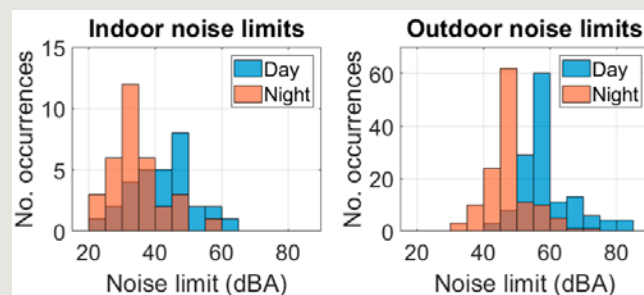 Indoor noise limits
15
10
5
0
No. occurrences
Day
Night
20 40 60 80
Noise limit (dBA)
Outdoor noise limits
60
40
20
0
No. occurrences
Day
Night
40 60 80
Noise limit (dBA)